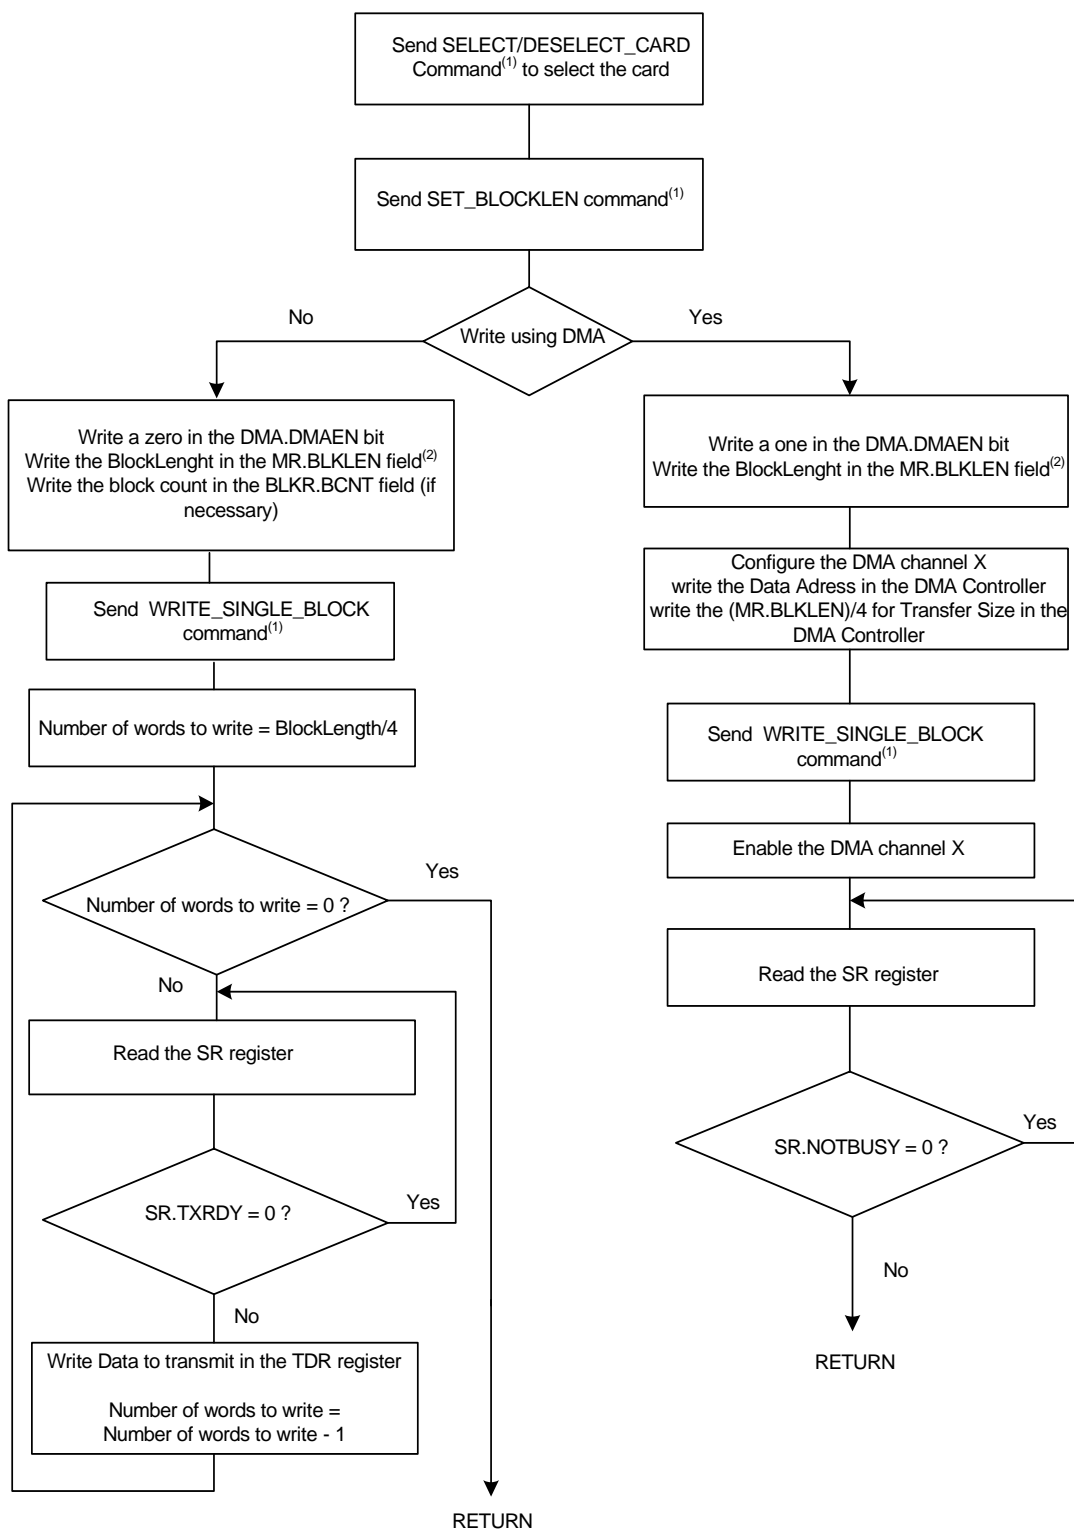 Send SELECT/DESELECT_CARD
Command(1) to select the card
Send SET_BLOCKLEN command(1)
No
Yes
Write using DMA
Write a zero in the DMA.DMAEN bit
Write the BlockLenght in the MR.BLKLEN field(2)
Write the block count in the BLKR.BCNT field (if
necessary)
Send WRITE_SINGLE_BLOCK
command(1)
Number of words to write = BlockLength/4
Number of words to write = 0 ?
Yes
No
Read the SR register
SR.TXRDY = 0 ?
Yes
No
Write Data to transmit in the TDR register
Number of words to write =
Number of words to write - 1
RETURN
Write a one in the DMA.DMAEN bit
Write the BlockLenght in the MR.BLKLEN field(2)
Configure the DMA channel X
write the Data Adress in the DMA Controller
write the (MR.BLKLEN)/4 for Transfer Size in the
DMA Controller
Send WRITE_SINGLE_BLOCK
command(1)
Enable the DMA channel X
Read the SR register
SR.NOTBUSY = 0 ?
Yes
No
RETURN